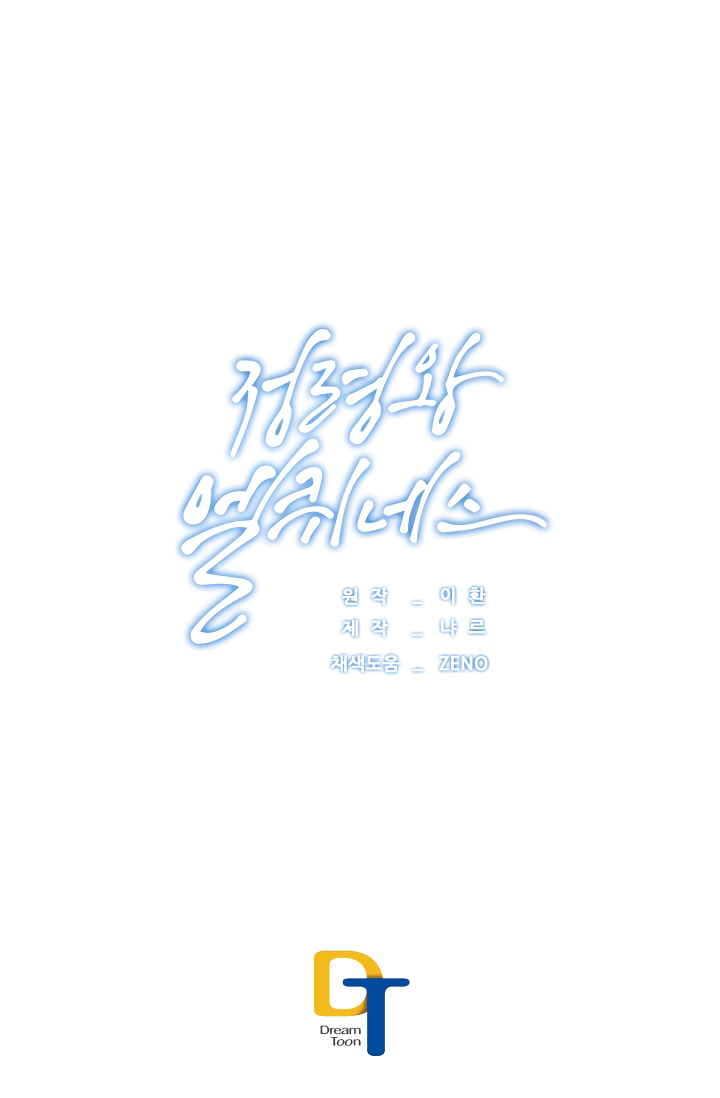 정령왕
엘퀴네스
원 작 _ 이 환
제 작 _ 냐 르
채색도움 _ ZENO
DT
Dream
Toon